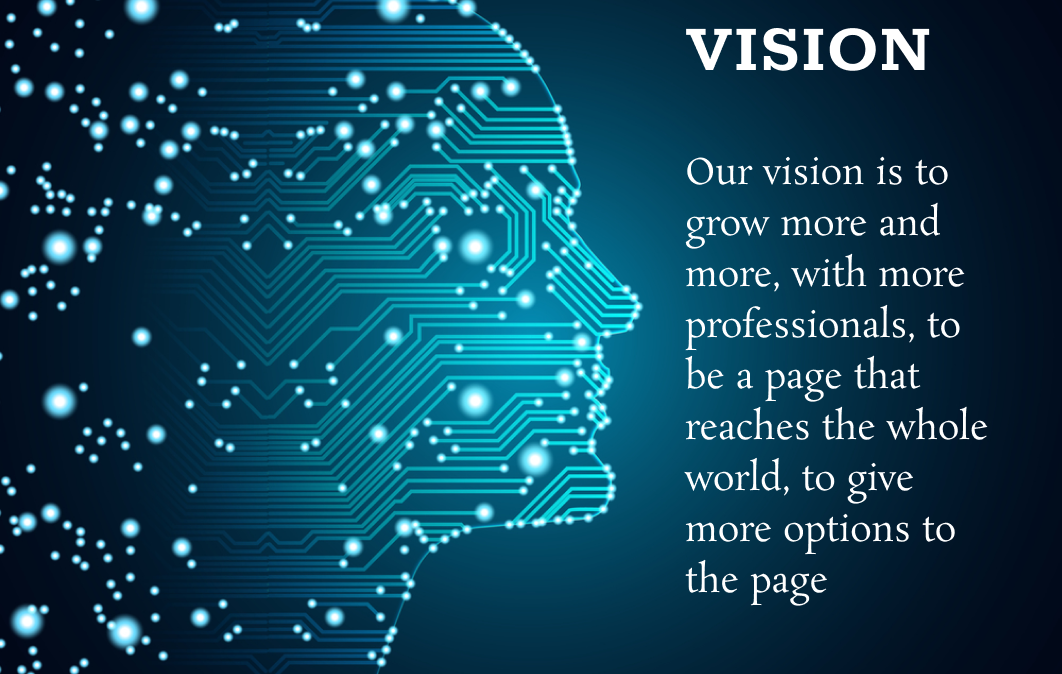 VISION
Our vision is to
grow more and
more, with more
professionals, to
be a page that
reaches the whole
world, to give
more options to
the page